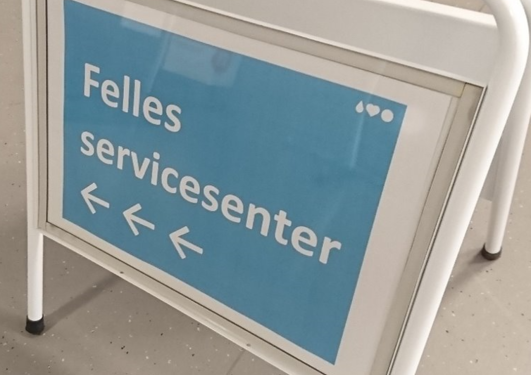 Felles
servicesenter
← ← ←